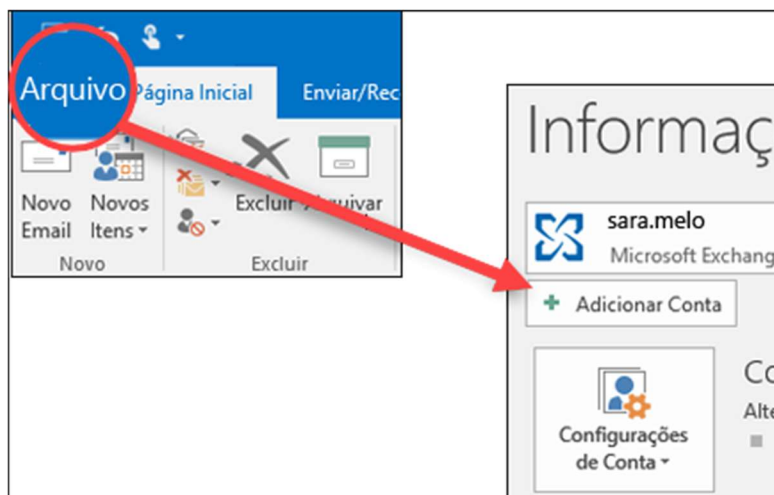 Arquivo
Página Inicial
Enviar/Rec
Novo
Email
Novos
Itens
Excluir
Arquivar
Novo
Excluir
Informaç
sara.melo
Microsoft Exchang
Adicionar Conta
Configurações
de Conta
Co
Alte